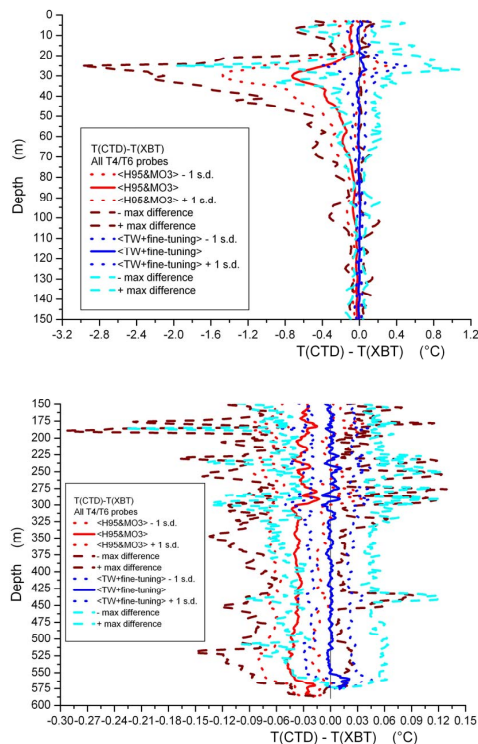 0
10
20
30
40
50
60
70
80
90
100
110
120
130
140
150
Depth (m)
T(CTD)-T(XBT)
All T4/T6 probes
<H95&MO3> - 1 s.d.
<H95&MO3>
<H95&MO3> + 1 s.d.
- max difference
+ max difference
<TW+fine-tuning> - 1 s.d.
<TW+fine-tuning>
<TW+fine-tuning> + 1 s.d.
- max difference
+ max difference
-3.2 -2.8 -2.4 -2.0 -1.6 -1.2 -0.8 -0.4 0.0 0.4 0.8 1.2
T(CTD) - T(XBT) (°C)
150
175
200
225
250
275
300
325
350
375
400
425
450
475
500
525
550
575
600
Depth (m)
T(CTD)-T(XBT)
All T4/T6 probes
<H95&MO3> - 1 s.d.
<H95&MO3>
<H95&MO3> + 1 s.d.
- max difference
+ max difference
<TW+fine-tuning> - 1 s.d.
<TW+fine-tuning>
<TW+fine-tuning> + 1 s.d.
- max difference
+ max difference
-0.30 -0.27 -0.24 -0.21 -0.18 -0.15 -0.12 -0.09 -0.06 -0.03 0.00 0.03 0.06 0.09 0.12 0.15
T(CTD) - T(XBT) (°C)